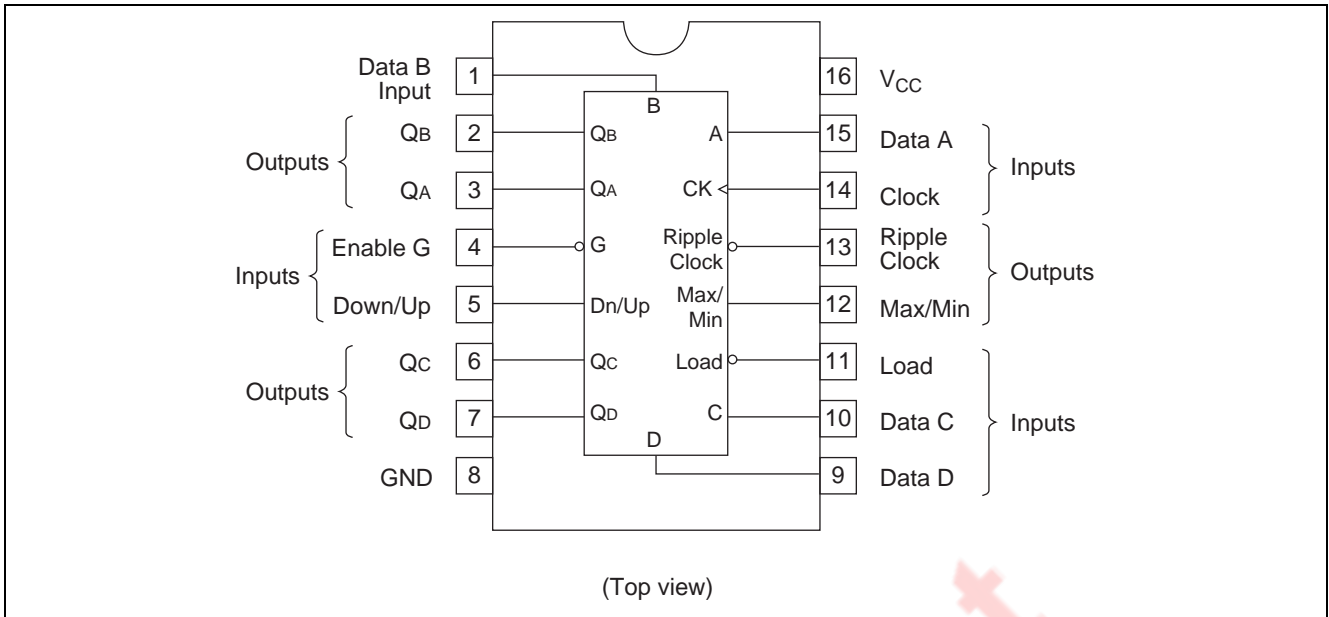 Data B
Input
1
16
VCC
B
Outputs
QB
2
QB
A
15
Data A
Inputs
QA
3
QA
CK
14
Clock
Inputs
Enable G
4
G
Ripple
Clock
13
Ripple
Clock
Outputs
Down/Up
5
Dn/Up
Max/
Min
12
Max/Min
Outputs
QC
6
QC
Load
11
Load
QD
7
QD
C
10
Data C
Inputs
D
GND
8
9
Data D
(Top view)